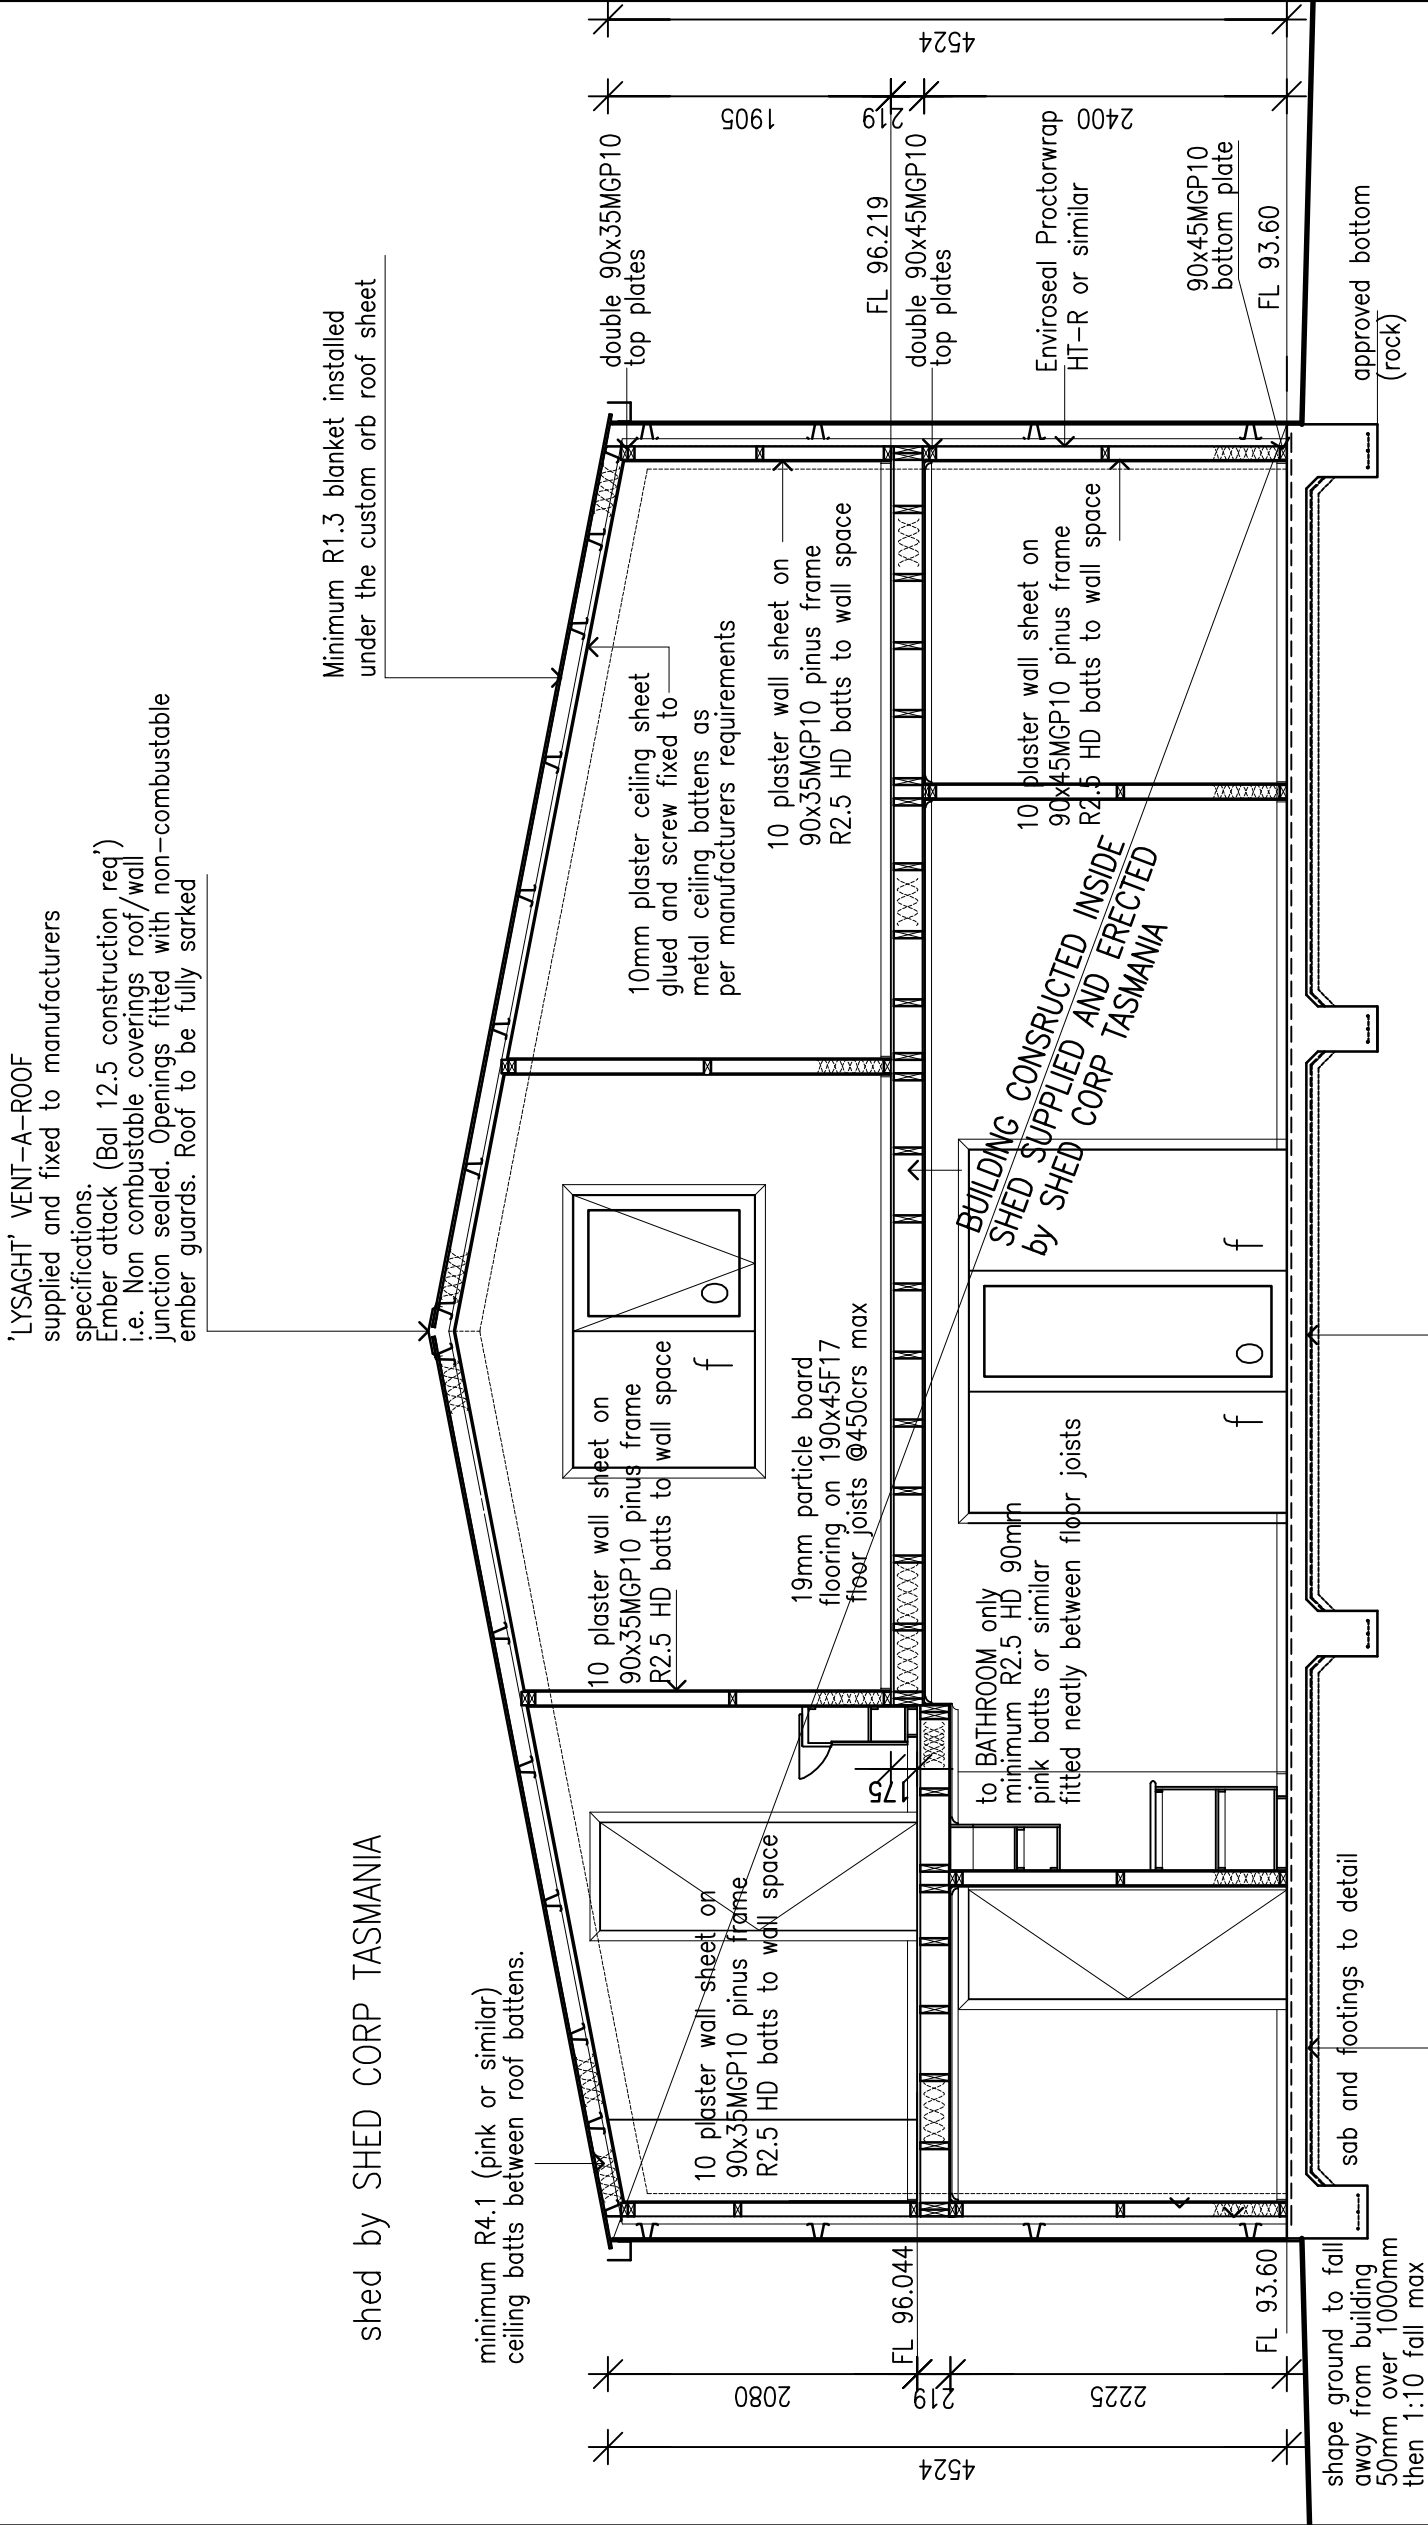 'LYSAGHT' VENT-A-ROOF
supplied and fixed to manufacturers
specifications.
Ember attack (Bal 12.5 construction req')
i.e. Non combustable coverings roof/wall
junction sealed. Openings fitted with non-combustable
ember guards. Roof to be fully sarked
Minimum R1.3 blanket installed
under the custom orb roof sheet
shed by SHED CORP TASMANIA
minimum R4.1 (pink or similar)
ceiling batts between roof battens.
double 90x35MGP10
top plates
10mm plaster ceiling sheet
glued and screw fixed to
metal ceiling battens as
per manufacturers requirements
10 plaster wall sheet on
90x35MGP10 pinus frame
R2.5 HD batts to wall space
10 plaster wall sheet on
90x35MGP10 pinus frame
R2.5 HD batts to wall space
10 plaster wall sheet on
90x35MGP10 pinus frame
R2.5 HD batts to wall space
f
O
19mm particle board
flooring on 190x45F17
floor joists @450crs max
175
FL 96.219
double 90x45MGP10
top plates
FL 96.044
Enviroseal Proctorwrap
HT-R or similar
10 plaster wall sheet on
90x45MGP10 pinus frame
R2.5 HD batts to wall space
BUILDING CONSRUCTED INSIDE
SHED SUPPLIED AND ERECTED
by SHED CORP TASMANIA
to BATHROOM only
minimum R2.5 HD 90mm
pink batts or similar
fitted neatly between floor joists
f
O
f
90x45MGP10
bottom plate
FL 93.60
FL 93.60
approved bottom
(rock)
sab and footings to detail
shape ground to fall
away from building
50mm over 1000mm
then 1:10 fall max
4524
2080
219
2225
1905
219
2400
4524